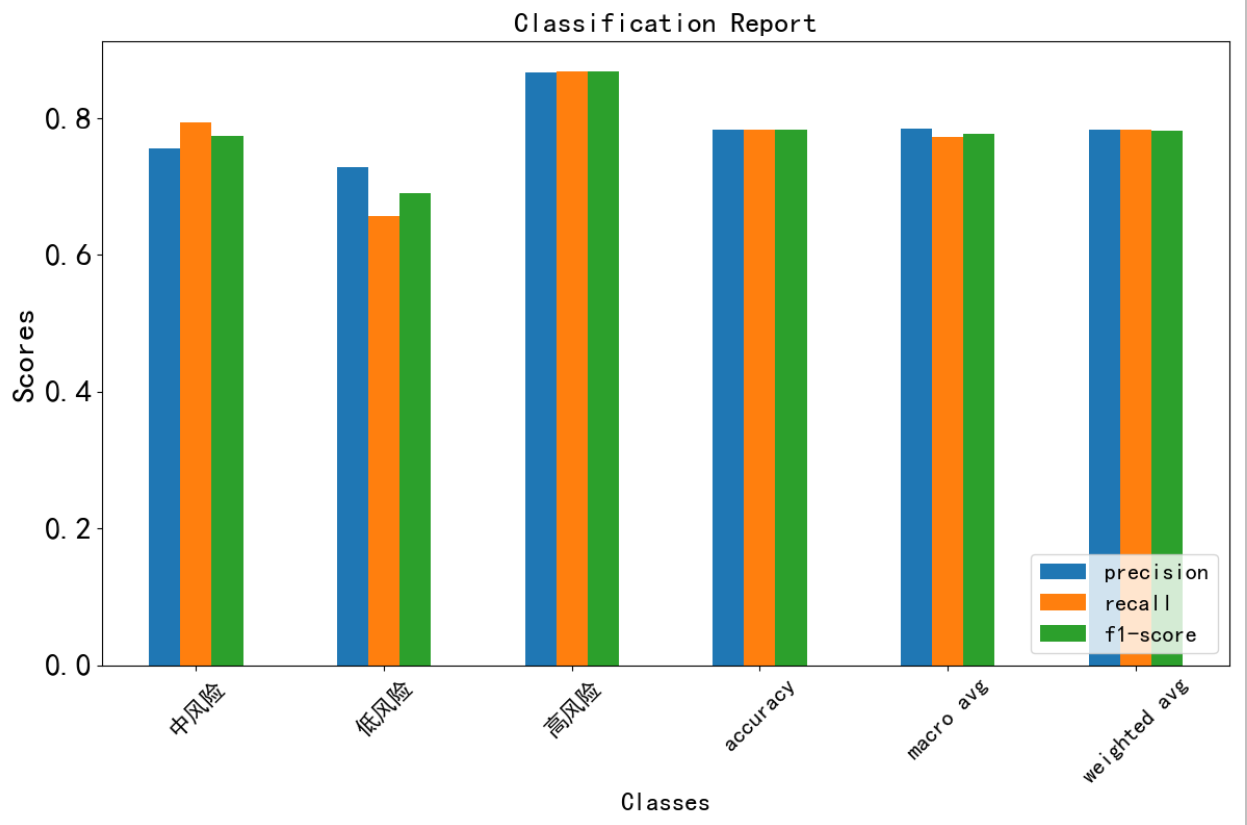 Classification Report
Scores
0.8
0.6
0.4
0.2
0.0
precision
recall
f1-score
中风险
低风险
高风险
accuracy
macro avg
weighted avg
Classes